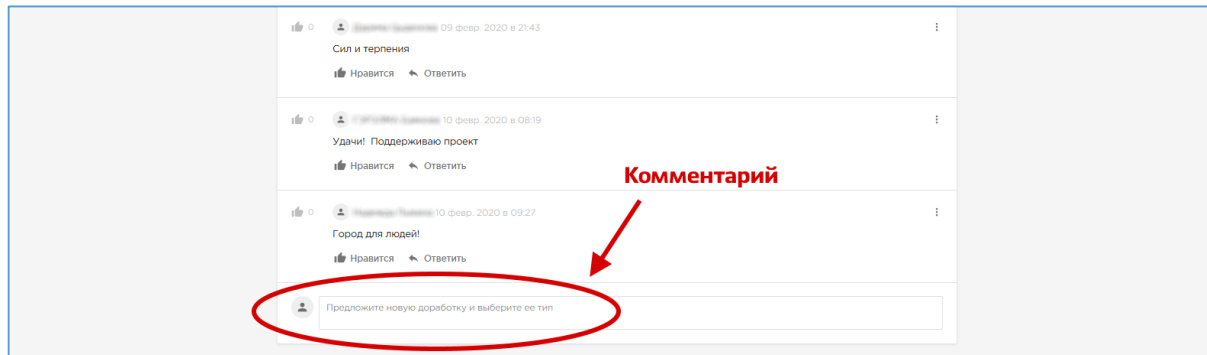 0 09 февр. 2020 в 21:43
Сил и терпения
Нравится Ответить
0 10 февр. 2020 в 08:19
Удачи! Поддерживаю проект
Нравится Ответить
Комментарий
0 10 февр. 2020 в 09:27
Город для людей!
Нравится Ответить
Предложите новую доработку и выберите ее тип